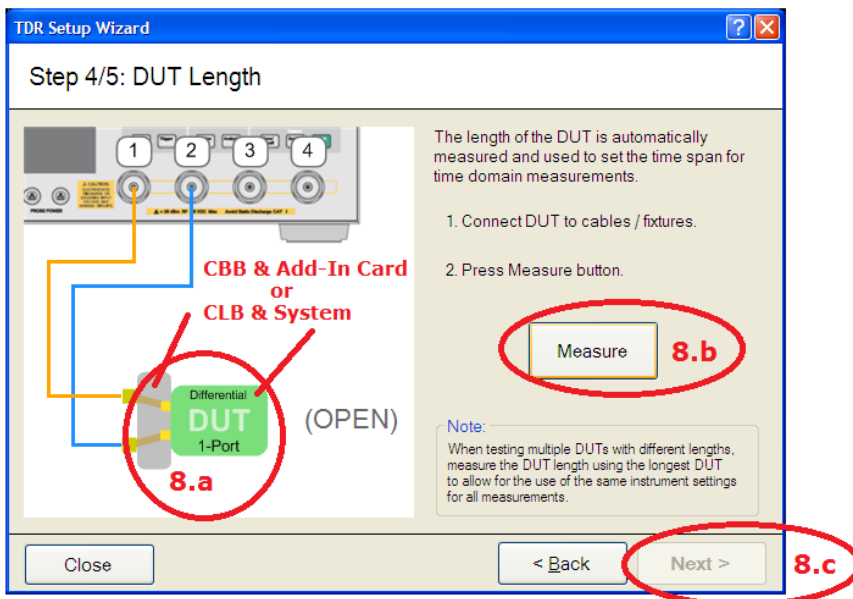 TDR Setup Wizard
Step 4/5: DUT Length
1
2
3
4
PROBE POWER
CBB & Add-In Card
or
CLB & System
Differential
DUT
1-Port
(OPEN)
8.a
The length of the DUT is automatically
measured and used to set the time span for
time domain measurements.
1. Connect DUT to cables / fixtures.
2. Press Measure button.
Measure
8.b
Note:
When testing multiple DUTs with different lengths,
measure the DUT length using the longest DUT
to allow for the use of the same instrument settings
for all measurements.
Close
< Back
Next >
8.c